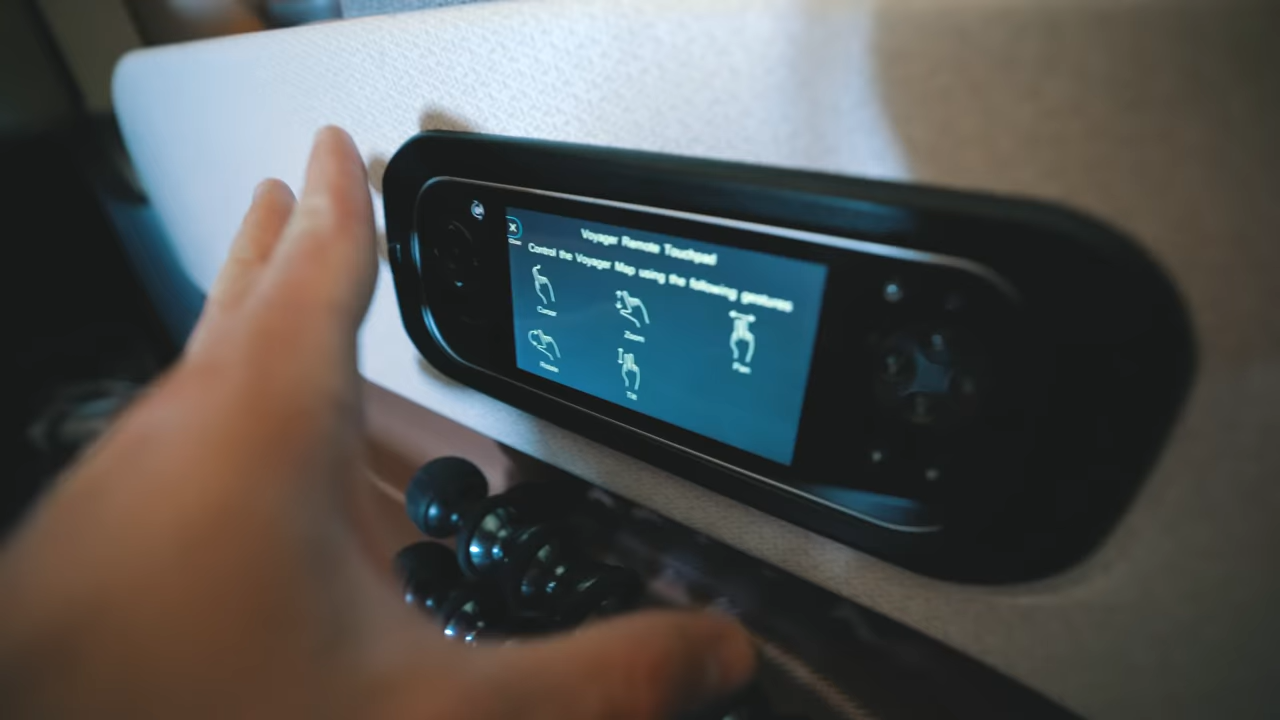 Voyager Remote Touchpad
Control the Voyager Map using the following gestures
Cursor
Zoom
Pan
Rotate
Tilt